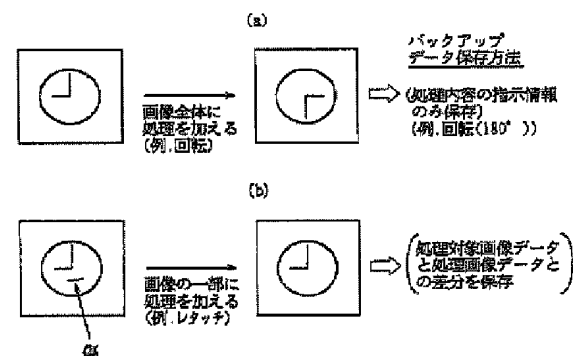 (a)
バックアップ
データ保存方法
画像全体に
処理を加える
(例.回転)
(処理内容の指示情報
のみ保存)
(例.回転(180°))
(b)
画像の一部に
処理を加える
(例.レタッチ)
処理対象画像データ
と処理画像データと
の差分を保存
傷